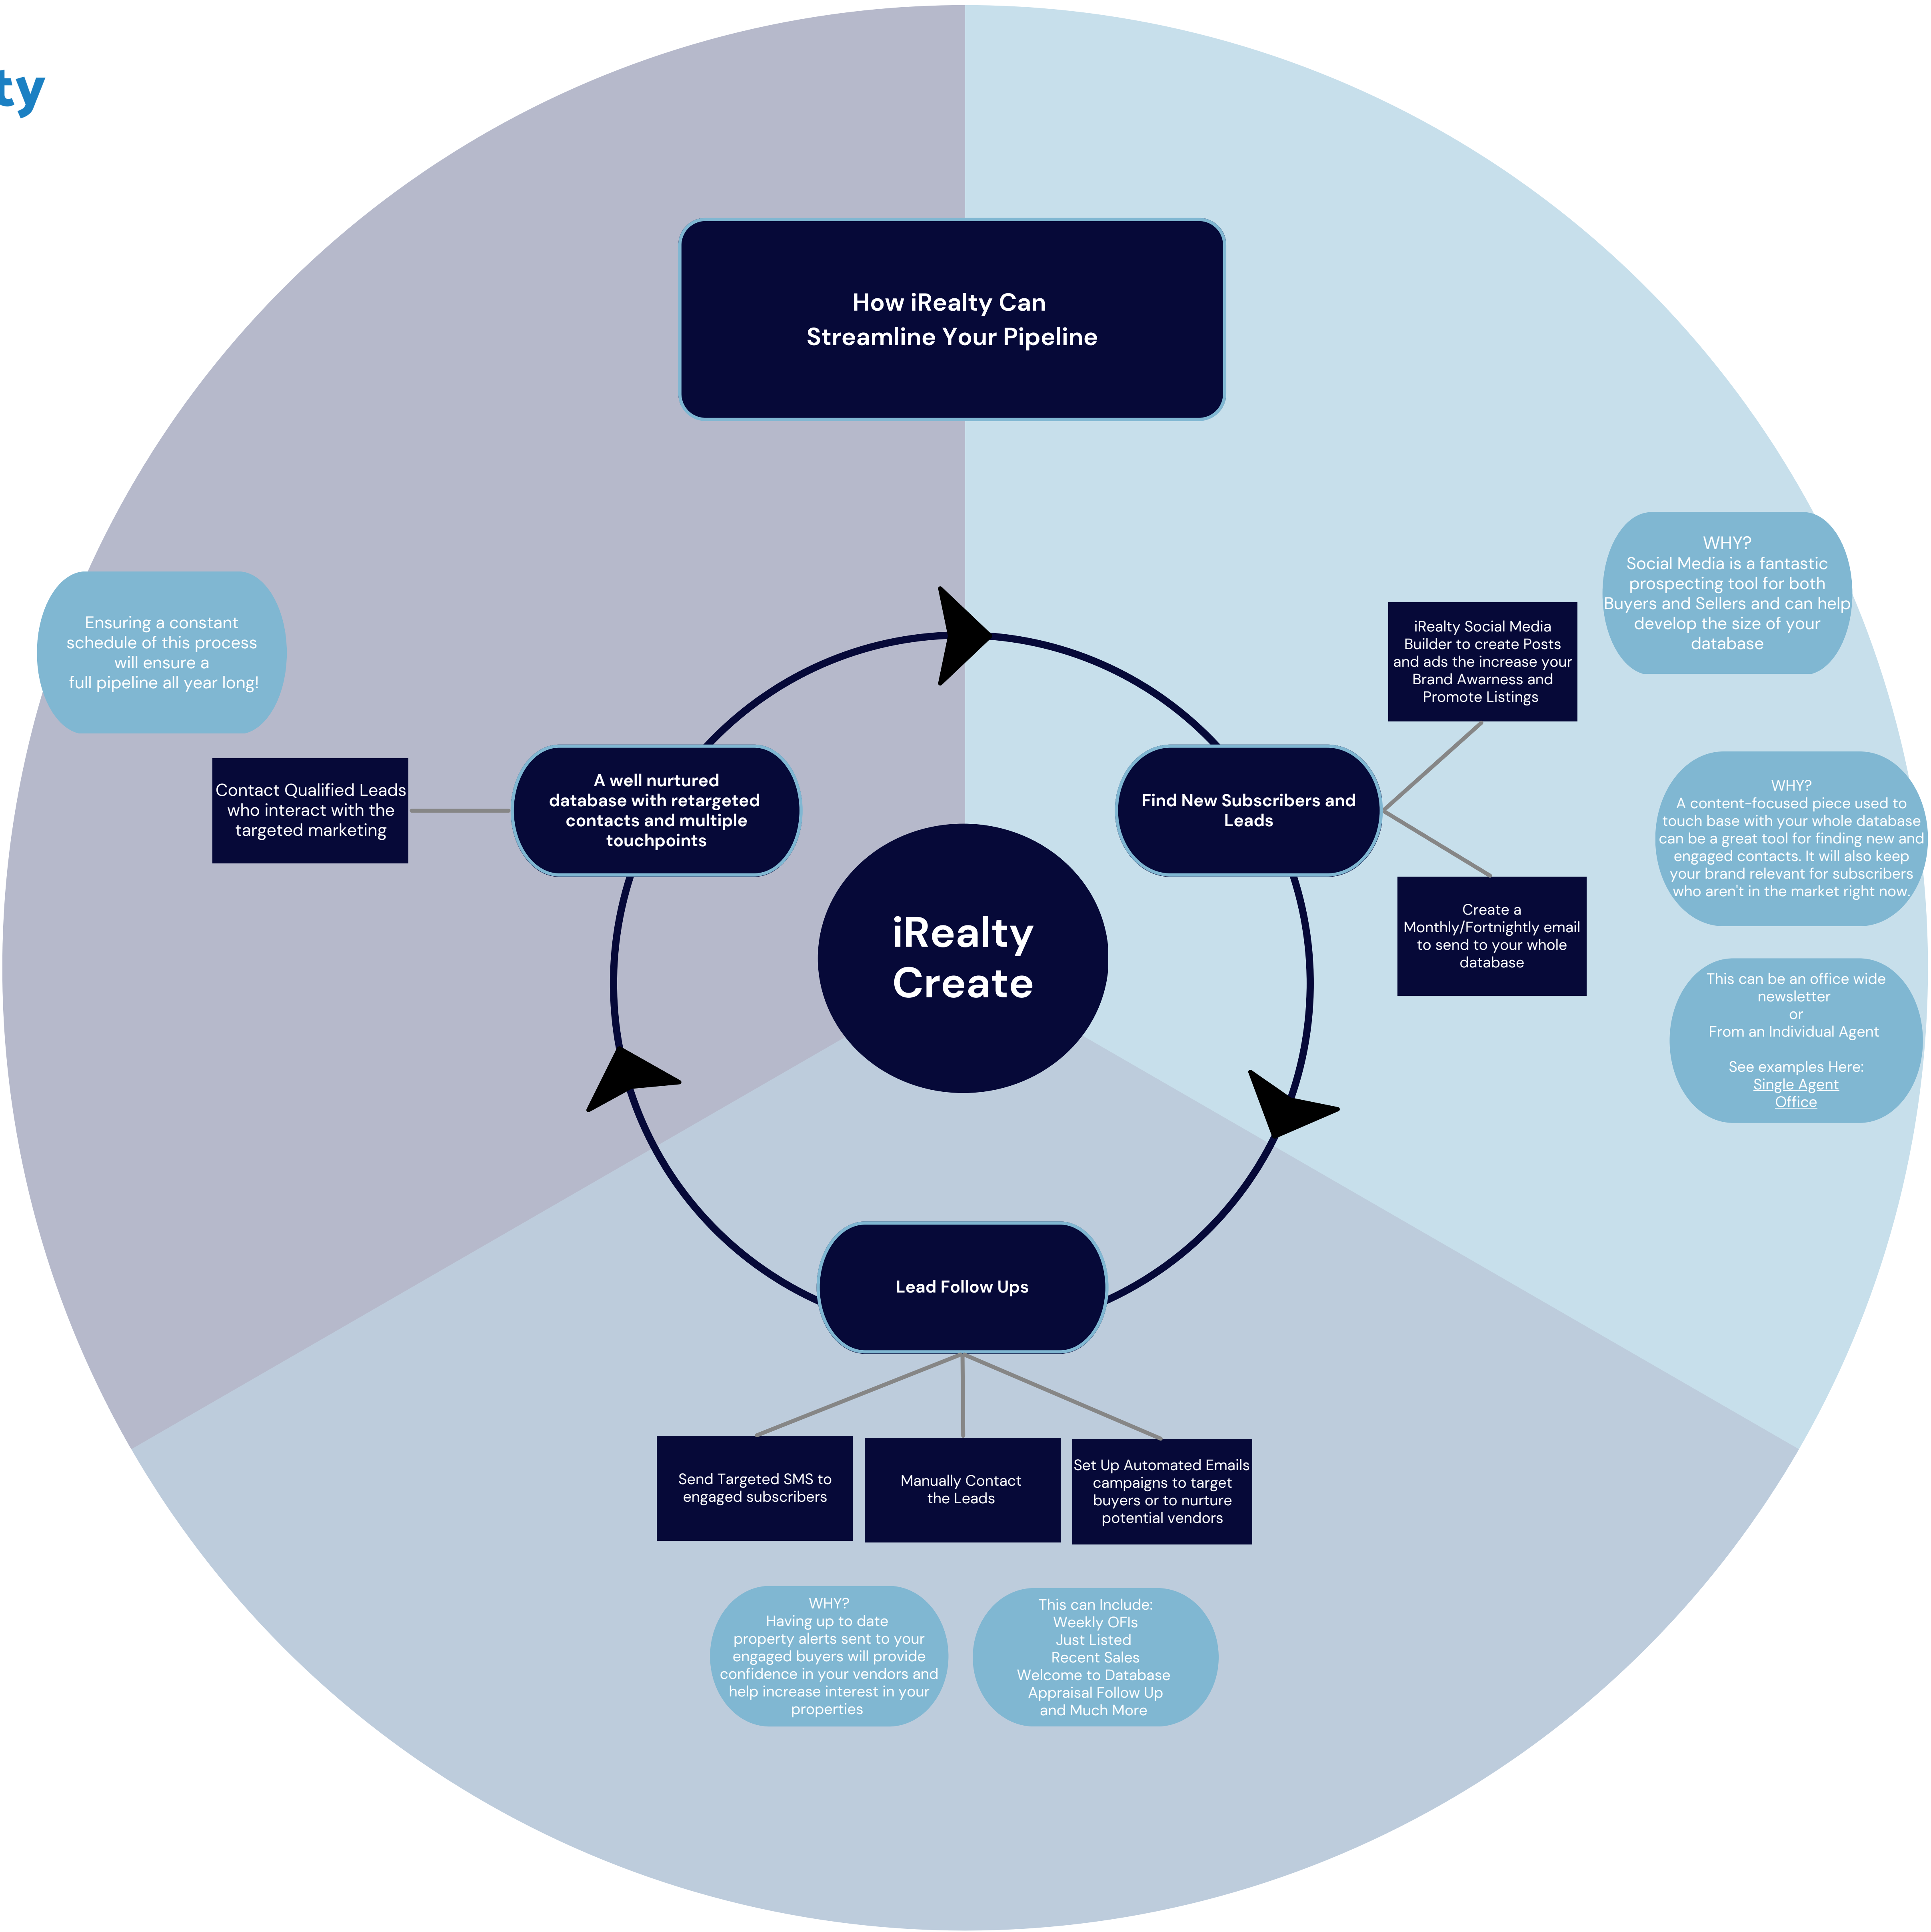 ty
How iRealty Can
Streamline Your Pipeline
WHY?
Social Media is a fantastic
prospecting tool for both
Buyers and Sellers and can help
develop the size of your
database
iRealty Social Media
Builder to create Posts
and ads the increase your
Brand Awarness and
Promote Listings
Ensuring a constant
schedule of this process
will ensure a
full pipeline all year long!
Contact Qualified Leads
who interact with the
targeted marketing
A well nurtured
database with retargeted
contacts and multiple
touchpoints
Find New Subscribers and
Leads
WHY?
A content-focused piece used to
touch base with your whole database
can be a great tool for finding new and
engaged contacts. It will also keep
your brand relevant for subscribers
who aren't in the market right now.
Create a
Monthly/Fortnightly email
to send to your whole
database
iRealty
Create
This can be an office wide
newsletter
or
From an Individual Agent
See examples Here:
Single Agent
Office
Lead Follow Ups
Send Targeted SMS to
engaged subscribers
Manually Contact
the Leads
Set Up Automated Emails
campaigns to target
buyers or to nurture
potential vendors
WHY?
Having up to date
property alerts sent to your
engaged buyers will provide
confidence in your vendors and
help increase interest in your
properties
This can Include:
Weekly OFIs
Just Listed
Recent Sales
Welcome to Database
Appraisal Follow Up
and Much More